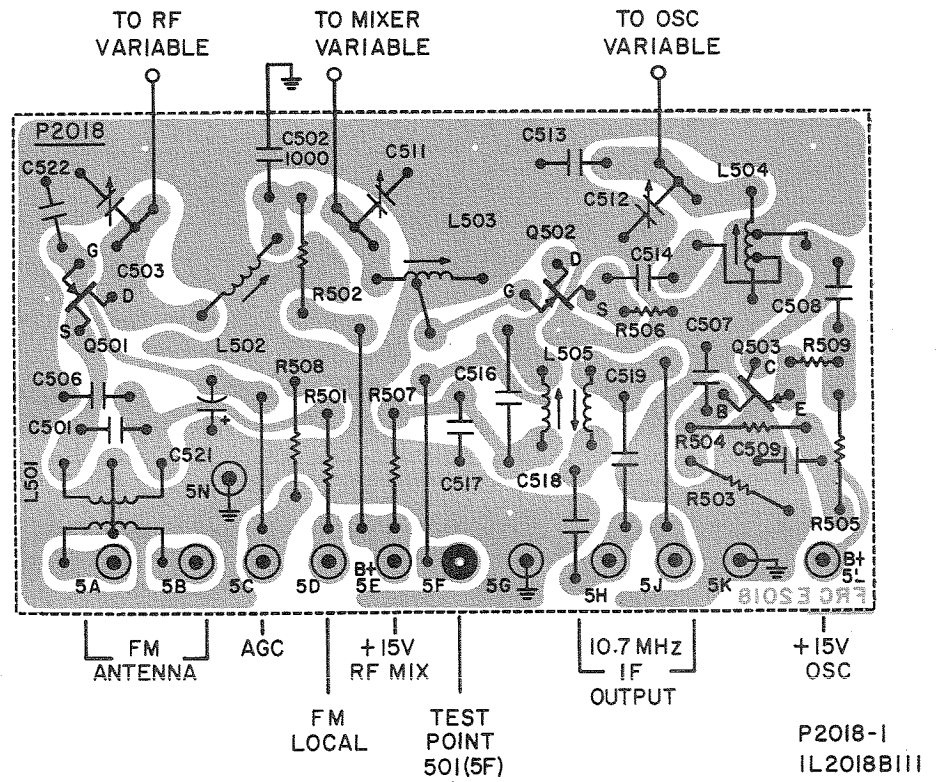 TO RF
VARIABLE
TO MIXER
VARIABLE
TO OSC
VARIABLE
P2018
C502
1000
C511
C513
L504
C522
C512
L503
Q502
G
C503
D
D
C514
G
S
S
R502
R506
C507
C508
Q501
L502
R508
C516
L505
C519
Q503
C
R509
C506
R501
R507
B
E
C501
R504
C509
C521
L501
5N
C517
C518
R503
R505
5A
5B
5C
5D
B+
5E
5F
5G
5H
5J
5K
B+
5L
FRC E2018
FM
ANTENNA
AGC
+15V
RF MIX
10.7 MHz
IF
OUTPUT
+15V
OSC
FM
LOCAL
TEST
POINT
501(5F)
P2018-1
IL2018B111